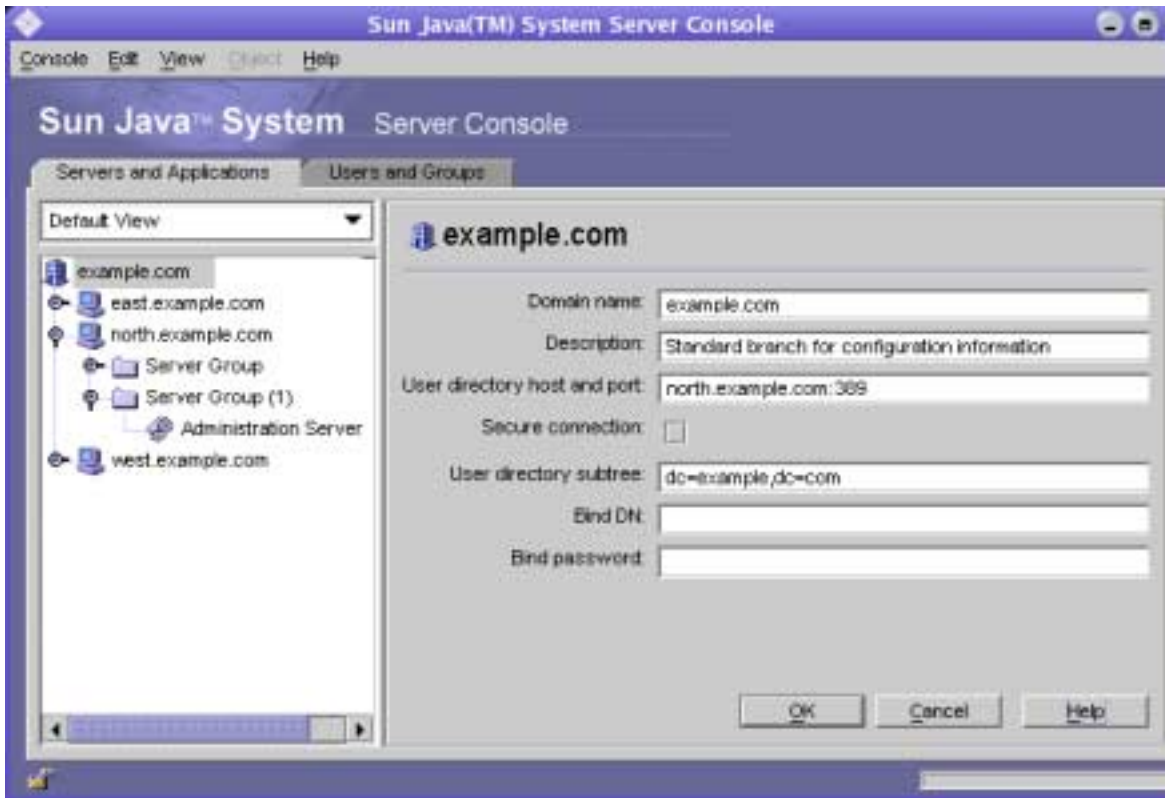 Sun Java(TM) System Server Console
Console Edit View Object Help
Sun Java™ System Server Console
Servers and Applications Users and Groups
Default View
example.com
east.example.com
north.example.com
Server Group
Server Group (1)
Administration Server
west.example.com
example.com
Domain name: example.com
Description: Standard branch for configuration information
User directory host and port: north.example.com:389
Secure connection:
User directory subtree: dc=example,dc=com
Bind DN:
Bind password:
OK Cancel Help